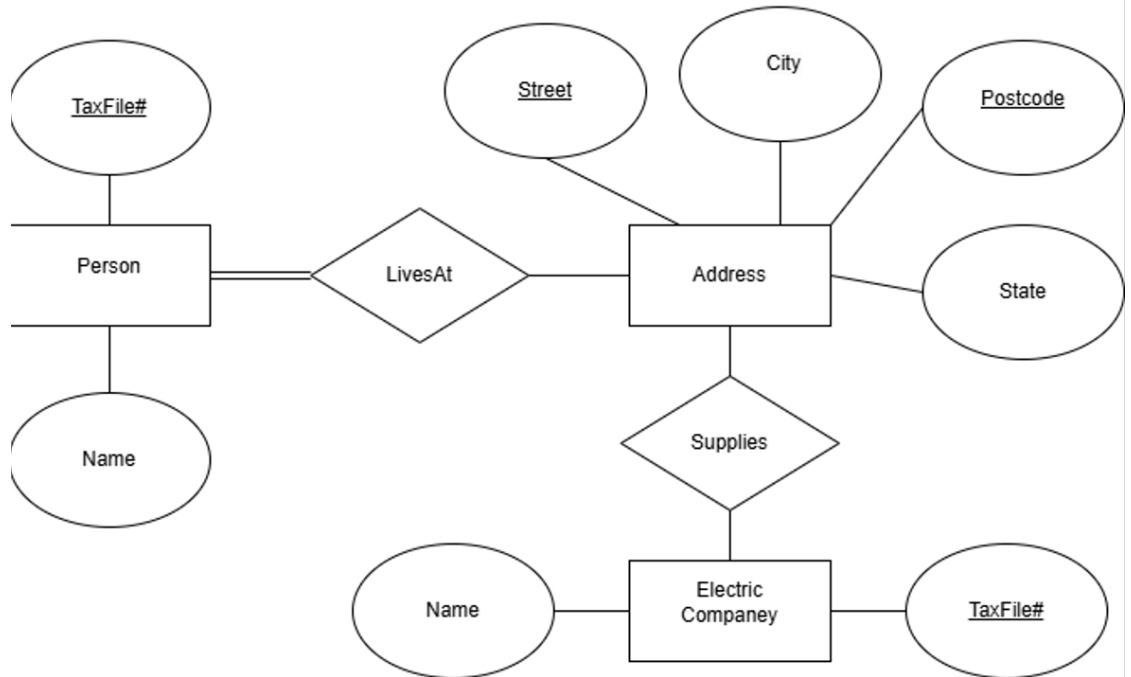 City
Street
Postcode
TaxFile#
Person
LivesAt
Address
State
Supplies
Name
Electric
Companey
Name
TaxFile#